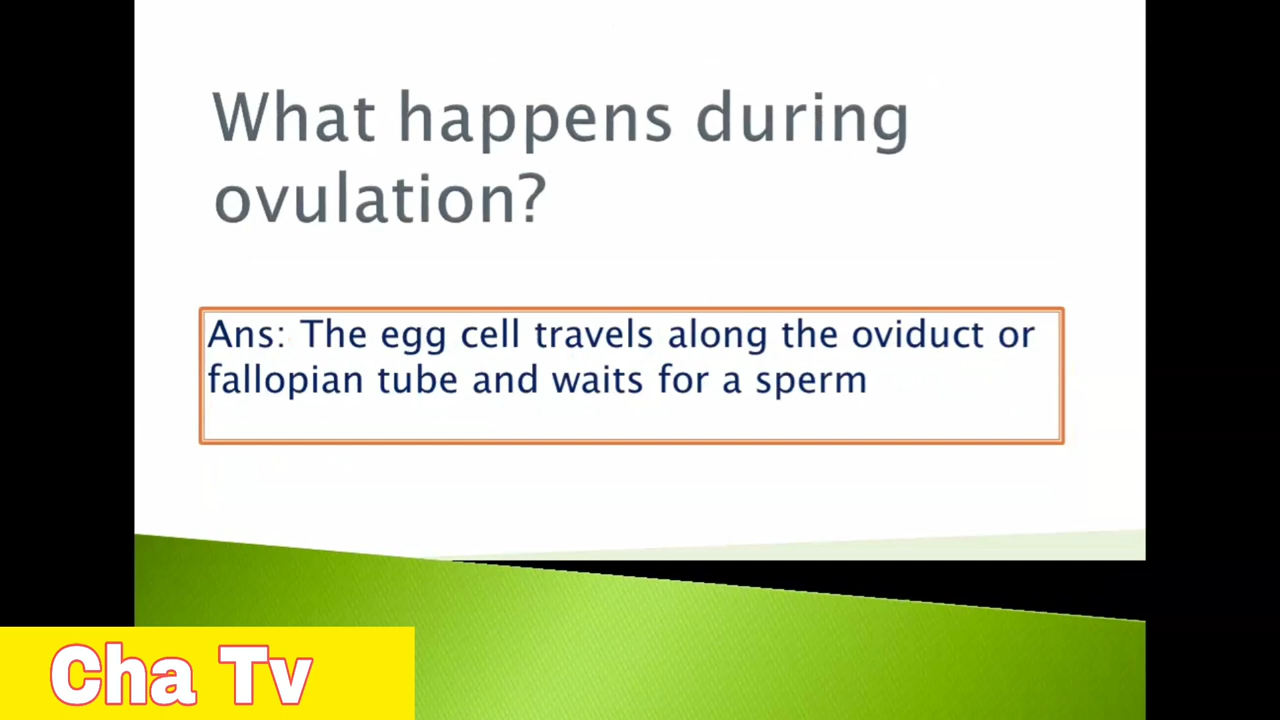 What happens during
ovulation?
Ans: The egg cell travels along the oviduct or
fallopian tube and waits for a sperm
Cha Tv